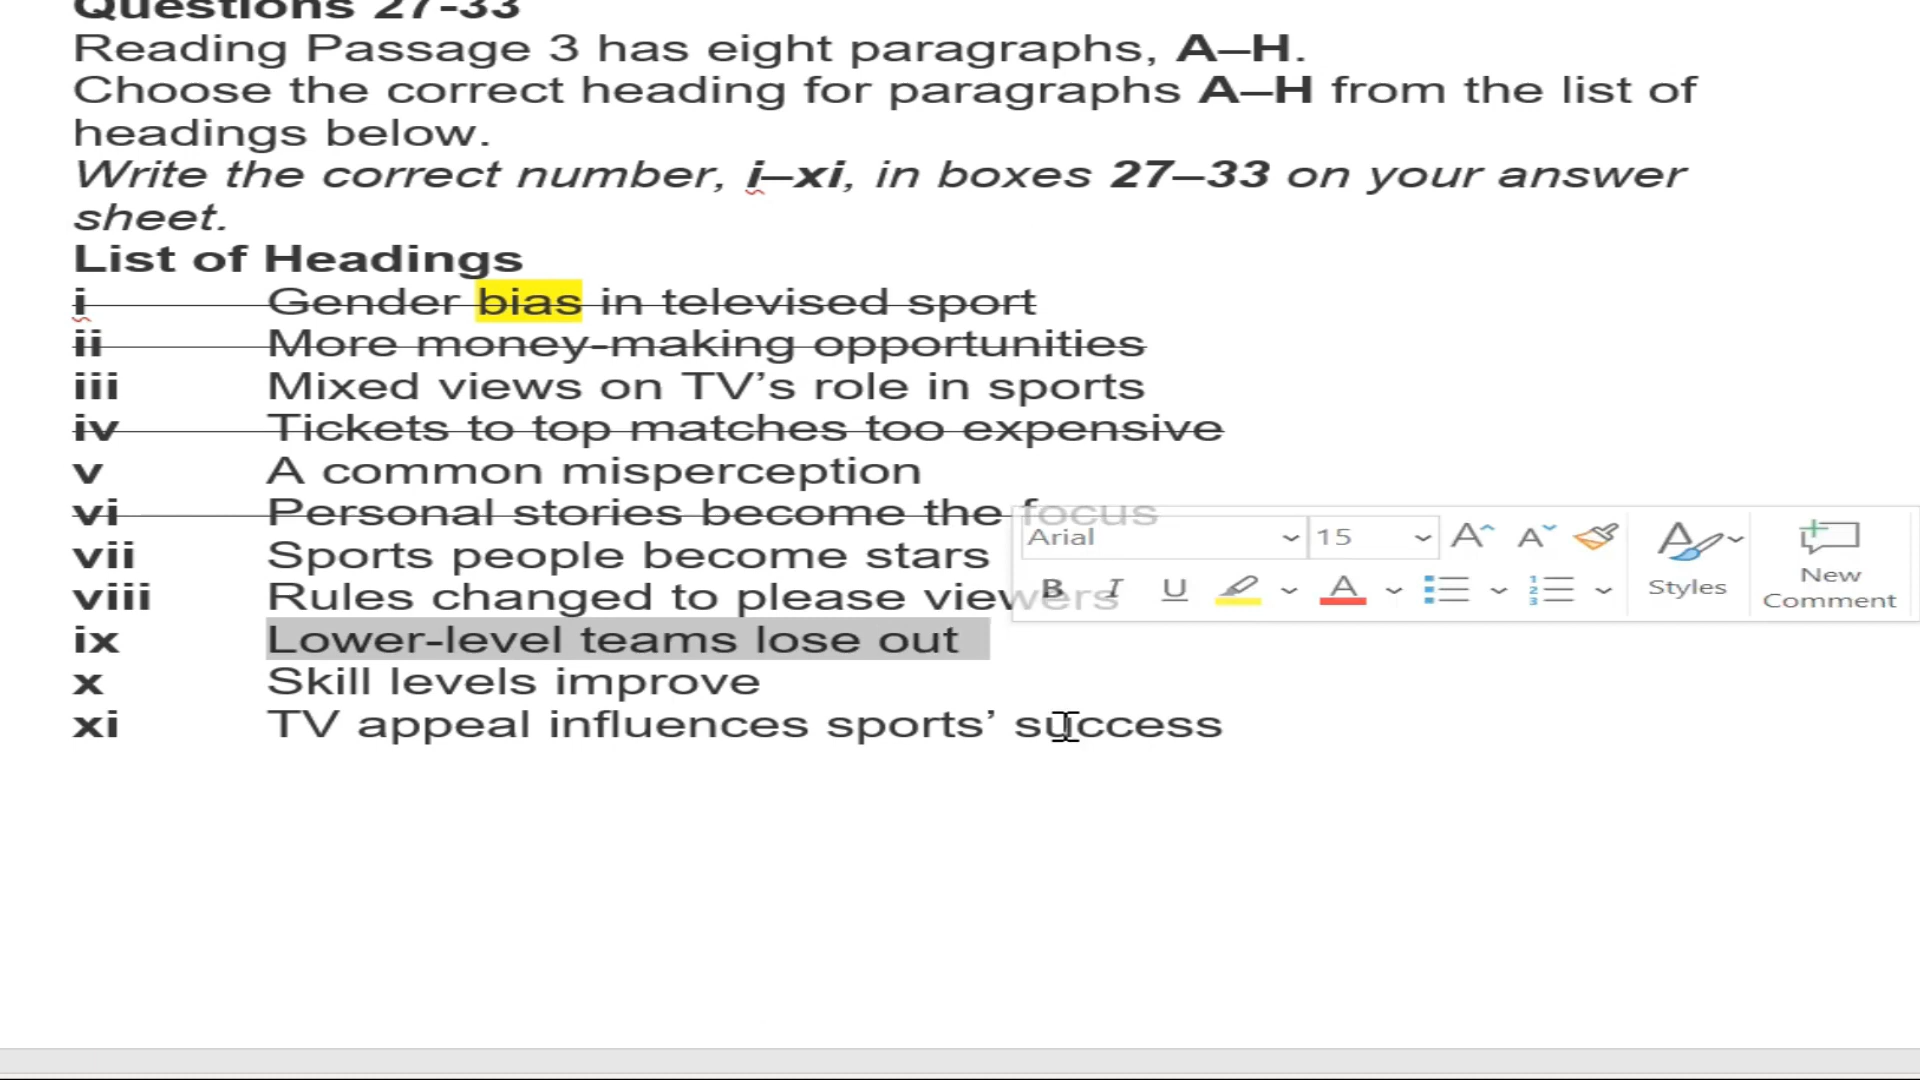 Questions 27-33
Reading Passage 3 has eight paragraphs, A–H.
Choose the correct heading for paragraphs A–H from the list of
headings below.
Write the correct number, i–xi, in boxes 27–33 on your answer
sheet.
List of Headings
i Gender bias in televised sport
ii More money-making opportunities
iii Mixed views on TV’s role in sports
iv Tickets to top matches too expensive
v A common misperception
vi Personal stories become the focus
vii Sports people become stars
viii Rules changed to please viewers
ix Lower-level teams lose out
x Skill levels improve
xi TV appeal influences sports’ success
Arial 15
B I U A Styles New
Comment